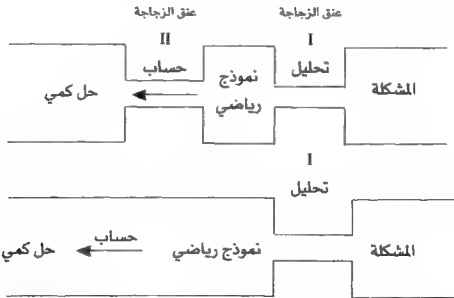 عنق الزجاجة
عنق الزجاجة
I
II
المشكلة
تحليل
نموذج
رياضي
حساب
حل كمي
I
تحليل
المشكلة
نموذج رياضي
حساب
حل كمي